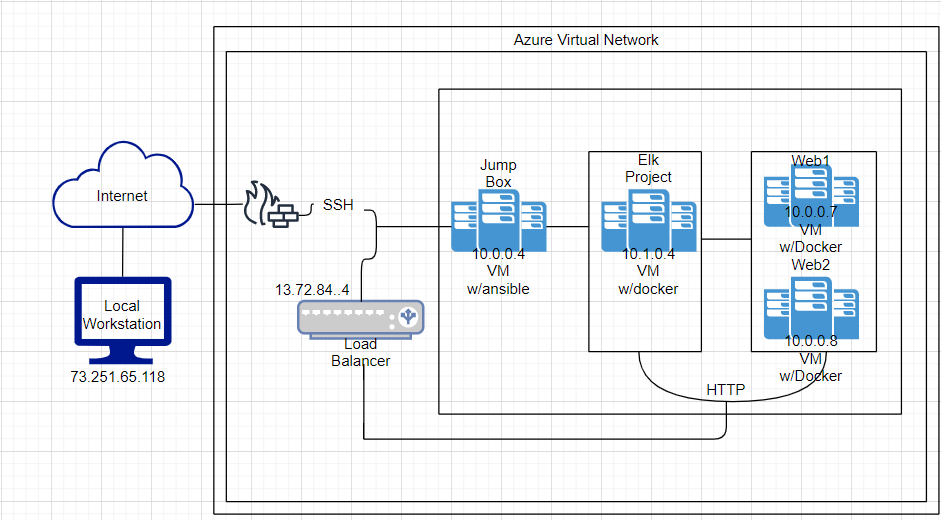 Azure Virtual Network
Internet
Local
Workstation
73.251.65.118
SSH
13.72.84..4
Load
Balancer
Jump
Box
10.0.0.4
VM
w/ansible
Elk
Project
10.1.0.4
VM
w/docker
Web1
10.0.0.7
VM
w/Docker
Web2
10.0.0.8
VM
w/Docker
HTTP